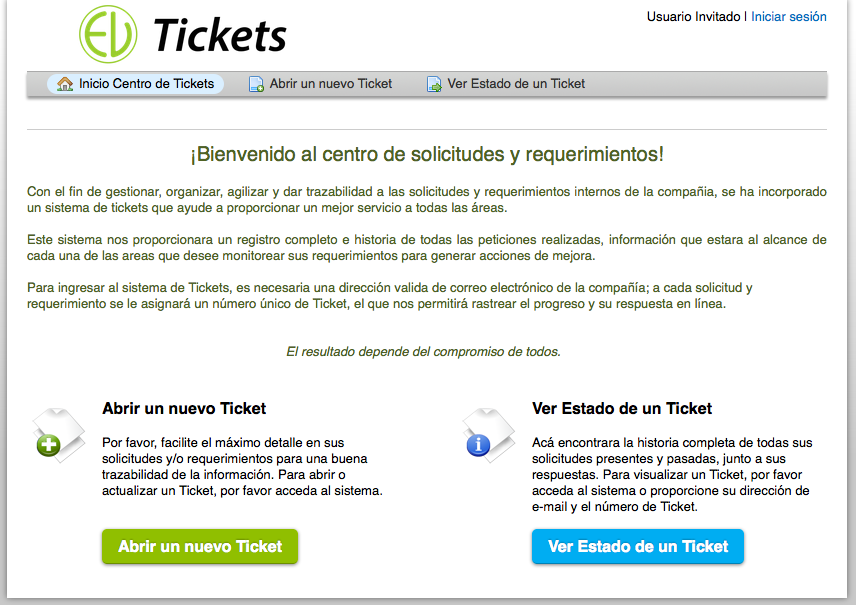 EV Tickets
Usuario Invitado | Iniciar sesión
Inicio Centro de Tickets
Abrir un nuevo Ticket
Ver Estado de un Ticket
¡Bienvenido al centro de solicitudes y requerimientos!
Con el fin de gestionar, organizar, agilizar y dar trazabilidad a las solicitudes y requerimientos internos de la compañia, se ha incorporado
un sistema de tickets que ayude a proporcionar un mejor servicio a todas las áreas.
Este sistema nos proporcionara un registro completo e historia de todas las peticiones realizadas, información que estara al alcance de
cada una de las areas que desee monitorear sus requerimientos para generar acciones de mejora.
Para ingresar al sistema de Tickets, es necesaria una dirección valida de correo electrónico de la compañía; a cada solicitud y
requerimiento se le asignará un número único de Ticket, el que nos permitirá rastrear el progreso y su respuesta en línea.
El resultado depende del compromiso de todos.
Abrir un nuevo Ticket
Por favor, facilite el máximo detalle en sus
solicitudes y/o requerimientos para una buena
trazabilidad de la información. Para abrir o
actualizar un Ticket, por favor acceda al sistema.
Abrir un nuevo Ticket
Ver Estado de un Ticket
Acá encontrara la historia completa de todas sus
solicitudes presentes y pasadas, junto a sus
respuestas. Para visualizar un Ticket, por favor
acceda al sistema o proporcione su dirección de
e-mail y el número de Ticket.
Ver Estado de un Ticket